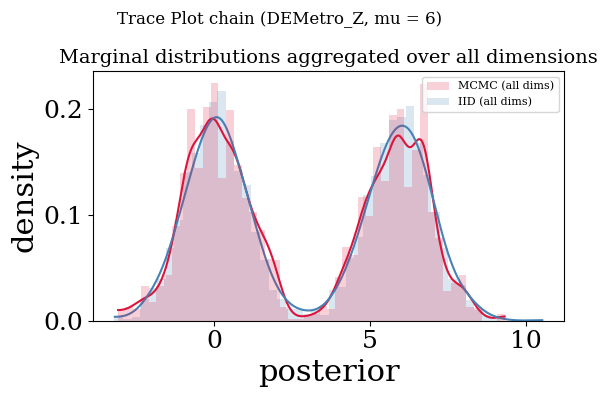 Trace Plot chain (DEMetro_Z, mu = 6)
Marginal distributions aggregated over all dimensions
MCMC (all dims)
IID (all dims)
density
0.2
0.1
0.0
0
5
10
posterior